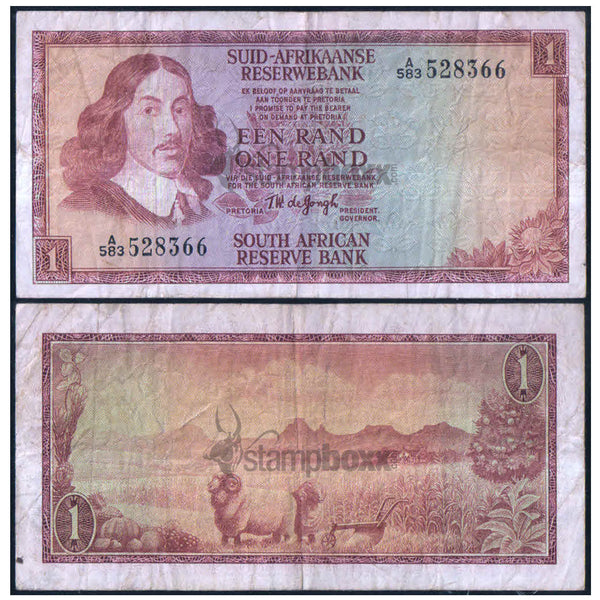 SUID-AFRIKAANSE
RESERWEBANK
1
A/583 528366
EK BELOOF OP AANVRAAG TE BETAAL
AAN TOONDER TE PRETORIA
I PROMISE TO PAY THE BEARER
ON DEMAND AT PRETORIA
EEN RAND
ONE RAND
VIR DIE SUID-AFRIKAANSE RESERWEBANK
FOR THE SOUTH AFRICAN RESERVE BANK
T W de Jongh
PRETORIA PRESIDENT.
GOVERNOR.
1
A/583 528366
SOUTH AFRICAN
RESERVE BANK
1
stampboxx
1